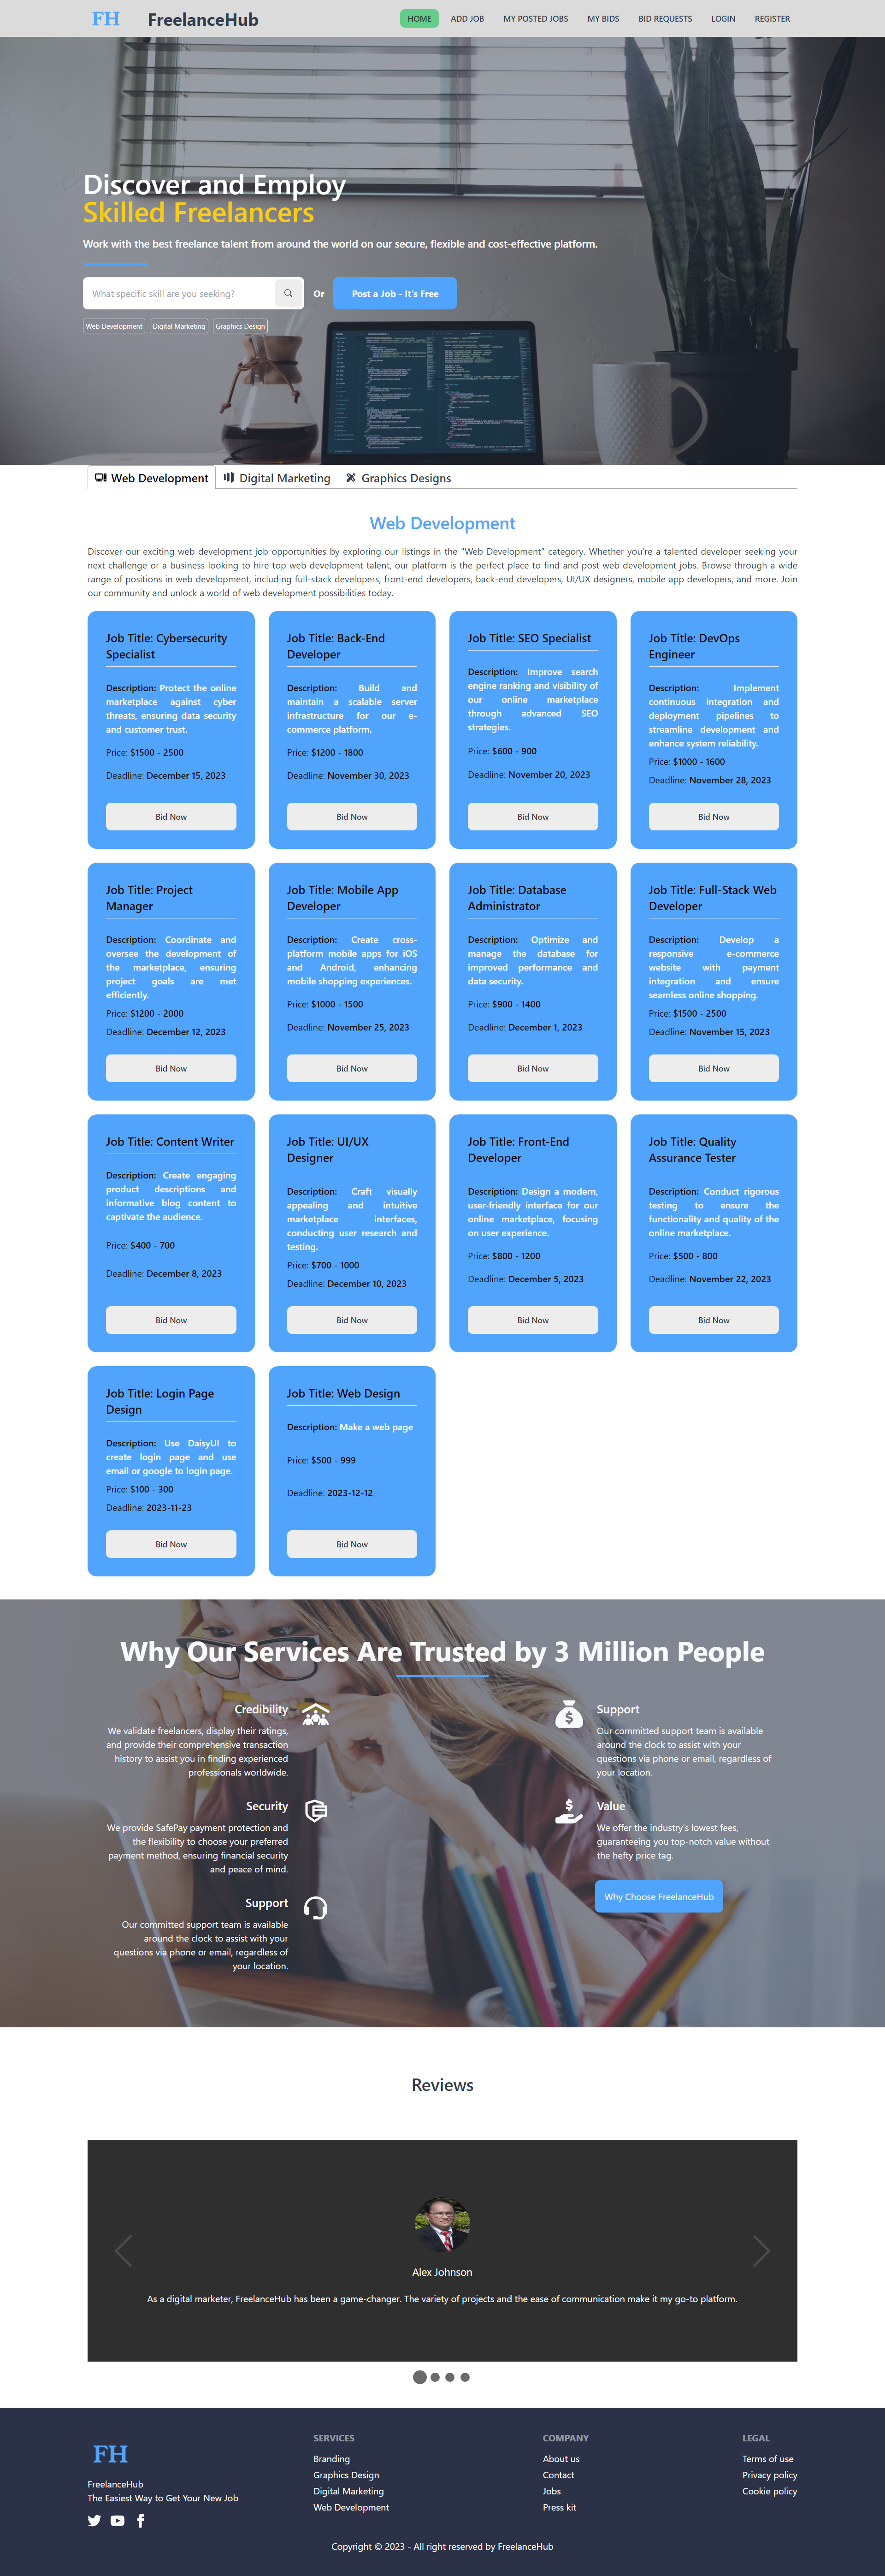 FH FreelanceHub HOME ADD JOB MY POSTED JOBS MY BIDS BID REQUESTS LOGIN REGISTER
Discover and Employ
Skilled Freelancers
Work with the best freelance talent from around the world on our secure, flexible and cost-effective platform.
What specific skill are you seeking? Or Post a Job - It's Free
Web Development Digital Marketing Graphics Design
Web Development Digital Marketing Graphics Designs
Web Development
Discover our exciting web development job opportunities by exploring our listings in the "Web Development" category. Whether you're a talented developer seeking your
next challenge or a business looking to hire top web development talent, our platform is the perfect place to find and post web development jobs. Browse through a wide
range of positions in web development, including full-stack developers, front-end developers, back-end developers, UI/UX designers, mobile app developers, and more. Join
our community and unlock a world of web development possibilities today.
Job Title: Cybersecurity
Specialist
Description: Protect the online
marketplace against cyber
threats, ensuring data security
and customer trust.
Price: $1500 - 2500
Deadline: December 15, 2023
Bid Now
Job Title: Back-End
Developer
Description: Build and
maintain a scalable server
infrastructure for our e-
commerce platform.
Price: $1200 - 1800
Deadline: November 30, 2023
Bid Now
Job Title: SEO Specialist
Description: Improve search
engine ranking and visibility of
our online marketplace
through advanced SEO
strategies.
Price: $600 - 900
Deadline: November 20, 2023
Bid Now
Job Title: DevOps
Engineer
Description: Implement
continuous integration and
deployment pipelines to
streamline development and
enhance system reliability.
Price: $1000 - 1600
Deadline: November 28, 2023
Bid Now
Job Title: Project
Manager
Description: Coordinate and
oversee the development of
the marketplace, ensuring
project goals are met
efficiently.
Price: $1200 - 2000
Deadline: December 12, 2023
Bid Now
Job Title: Mobile App
Developer
Description: Create cross-
platform mobile apps for iOS
and Android, enhancing
mobile shopping experiences.
Price: $1000 - 1500
Deadline: November 25, 2023
Bid Now
Job Title: Database
Administrator
Description: Optimize and
manage the database for
improved performance and
data security.
Price: $900 - 1400
Deadline: December 1, 2023
Bid Now
Job Title: Full-Stack Web
Developer
Description: Develop a
responsive e-commerce
website with payment
integration and ensure
seamless online shopping.
Price: $1500 - 2500
Deadline: November 15, 2023
Bid Now
Job Title: Content Writer
Description: Create engaging
product descriptions and
informative blog content to
captivate the audience.
Price: $400 - 700
Deadline: December 8, 2023
Bid Now
Job Title: UI/UX
Designer
Description: Craft visually
appealing and intuitive
marketplace interfaces,
conducting user research and
testing.
Price: $700 - 1000
Deadline: December 10, 2023
Bid Now
Job Title: Front-End
Developer
Description: Design a modern,
user-friendly interface for our
online marketplace, focusing
on user experience.
Price: $800 - 1200
Deadline: December 5, 2023
Bid Now
Job Title: Quality
Assurance Tester
Description: Conduct rigorous
testing to ensure the
functionality and quality of the
online marketplace.
Price: $500 - 800
Deadline: November 22, 2023
Bid Now
Job Title: Login Page
Design
Description: Use DaisyUI to
create login page and use
email or google to login page.
Price: $100 - 300
Deadline: 2023-11-23
Bid Now
Job Title: Web Design
Description: Make a web page
Price: $500 - 999
Deadline: 2023-12-12
Bid Now
Why Our Services Are Trusted by 3 Million People
Credibility
We validate freelancers, display their ratings,
and provide their comprehensive transaction
history to assist you in finding experienced
professionals worldwide.
Security
We provide SafePay payment protection and
the flexibility to choose your preferred
payment method, ensuring financial security
and peace of mind.
Support
Our committed support team is available
around the clock to assist with your
questions via phone or email, regardless of
your location.
Support
Our committed support team is available
around the clock to assist with your
questions via phone or email, regardless of
your location.
Value
We offer the industry's lowest fees,
guaranteeing you top-notch value without
the hefty price tag.
Why Choose FreelanceHub
Reviews
Alex Johnson
As a digital marketer, FreelanceHub has been a game-changer. The variety of projects and the ease of communication make it my go-to platform.
FH
FreelanceHub
The Easiest Way to Get Your New Job
SERVICES
Branding
Graphics Design
Digital Marketing
Web Development
COMPANY
About us
Contact
Jobs
Press kit
LEGAL
Terms of use
Privacy policy
Cookie policy
Copyright © 2023 - All right reserved by FreelanceHub